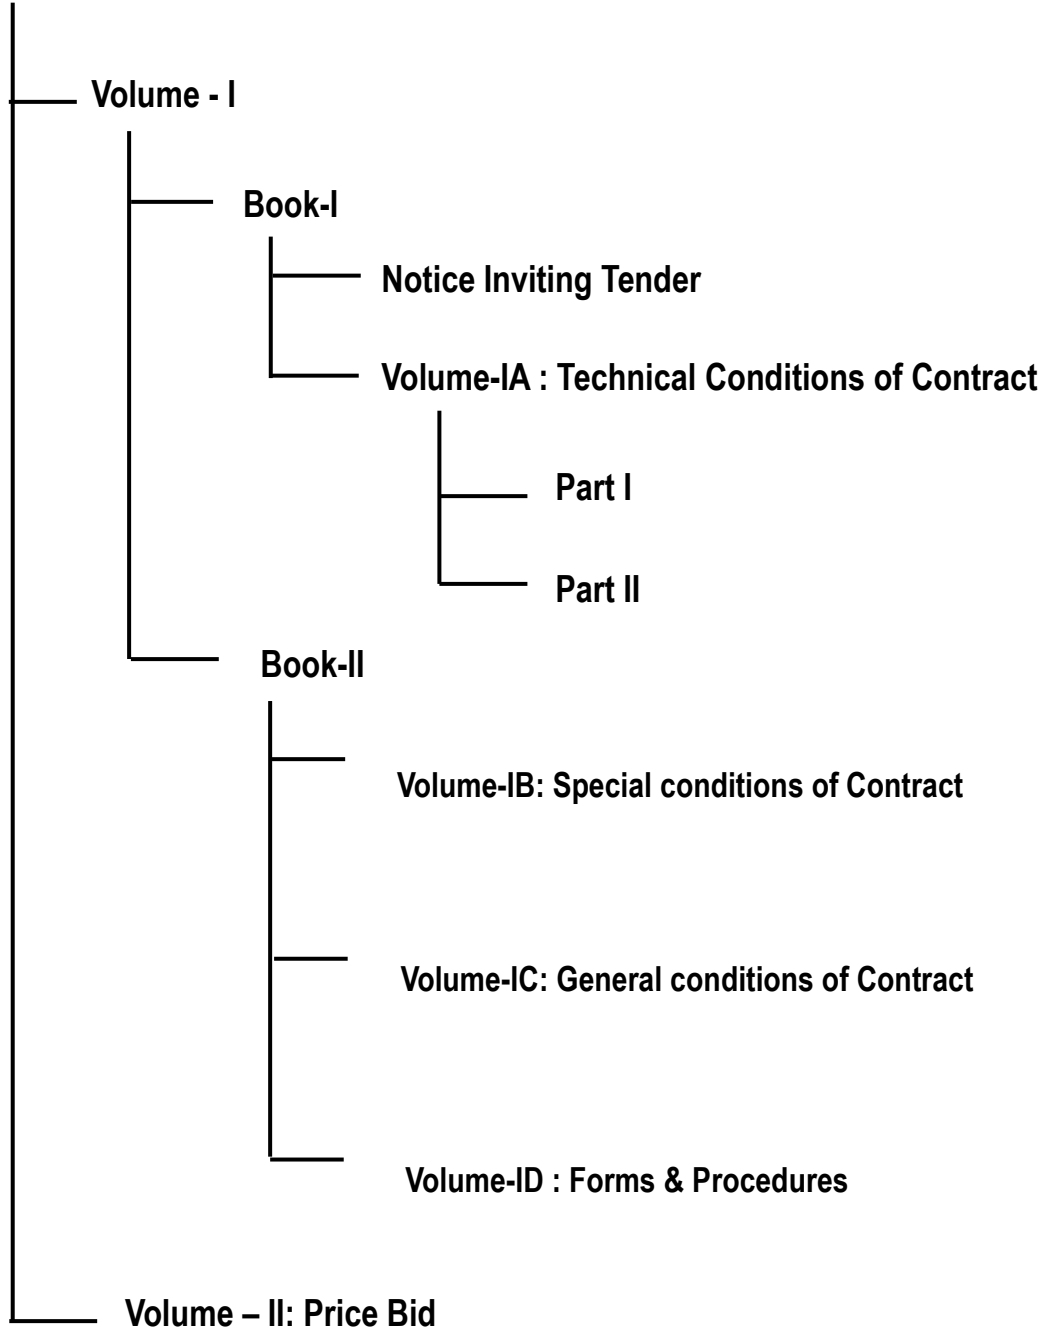 Volume - I
Book-I
Notice Inviting Tender
Volume-IA : Technical Conditions of Contract
Part I
Part II
Book-II
Volume-IB: Special conditions of Contract
Volume-IC: General conditions of Contract
Volume-ID : Forms & Procedures
Volume – II: Price Bid